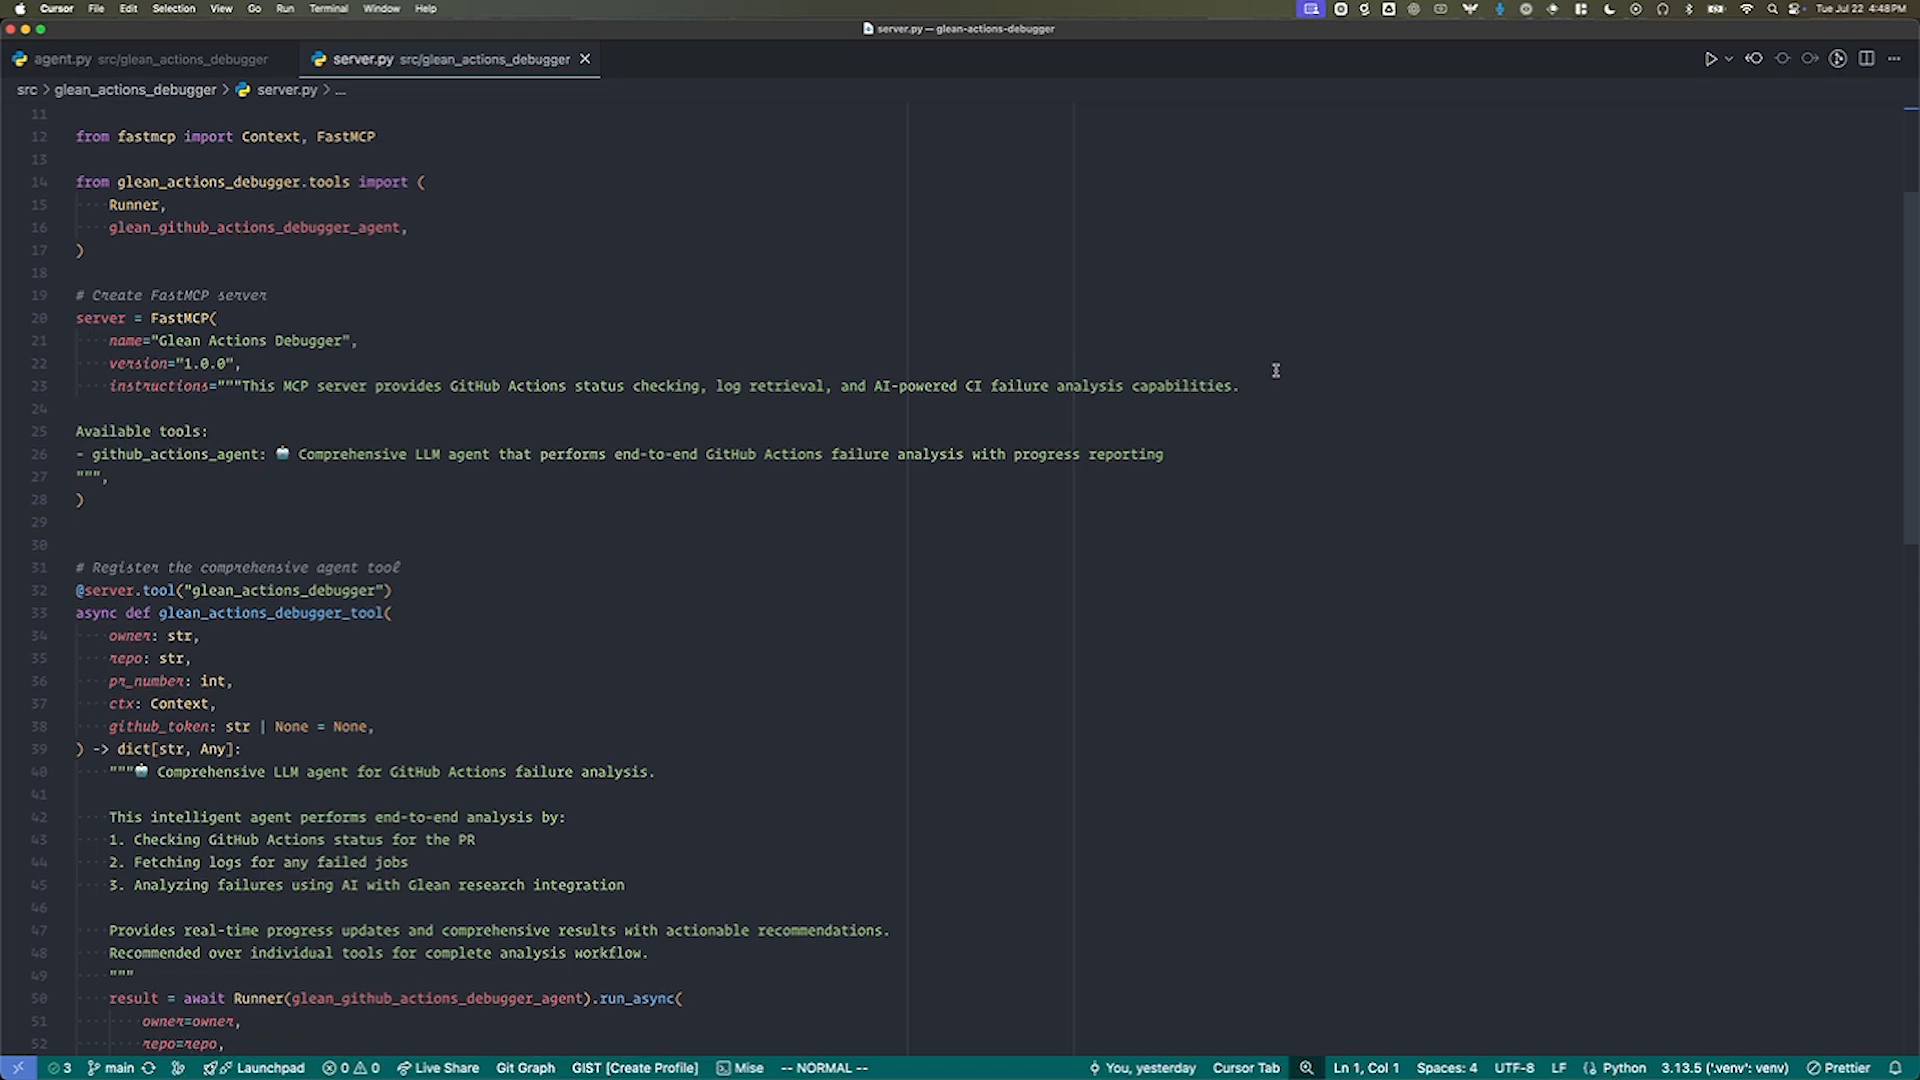 Cursor File Edit Selection View Go Run Terminal Window Help Tue Jul 22 4:48 PM
server.py — glean-actions-debugger
agent.py src/glean_actions_debugger server.py src/glean_actions_debugger
src > glean_actions_debugger > server.py > ...
11
12 from fastmcp import Context, FastMCP
13
14 from glean_actions_debugger.tools import (
15 Runner,
16 glean_github_actions_debugger_agent,
17 )
18
19 # Create FastMCP server
20 server = FastMCP(
21 name="Glean Actions Debugger",
22 version="1.0.0",
23 instructions="""This MCP server provides GitHub Actions status checking, log retrieval, and AI-powered CI failure analysis capabilities.
24
25 Available tools:
26 - github_actions_agent: 🤖 Comprehensive LLM agent that performs end-to-end GitHub Actions failure analysis with progress reporting
27 """,
28 )
29
30
31 # Register the comprehensive agent tool
32 @server.tool("glean_actions_debugger")
33 async def glean_actions_debugger_tool(
34 owner: str,
35 repo: str,
36 pr_number: int,
37 ctx: Context,
38 github_token: str | None = None,
39 ) -> dict[str, Any]:
40 """🤖 Comprehensive LLM agent for GitHub Actions failure analysis.
41
42 This intelligent agent performs end-to-end analysis by:
43 1. Checking GitHub Actions status for the PR
44 2. Fetching logs for any failed jobs
45 3. Analyzing failures using AI with Glean research integration
46
47 Provides real-time progress updates and comprehensive results with actionable recommendations.
48 Recommended over individual tools for complete analysis workflow.
49 """
50 result = await Runner(glean_github_actions_debugger_agent).run_async(
51 owner=owner,
52 repo=repo,
3 main Launchpad 0 0 Live Share Git Graph GIST [Create Profile] Mise -- NORMAL -- You, yesterday Cursor Tab Ln 1, Col 1 Spaces: 4 UTF-8 LF Python 3.13.5 ('.venv': venv) Prettier